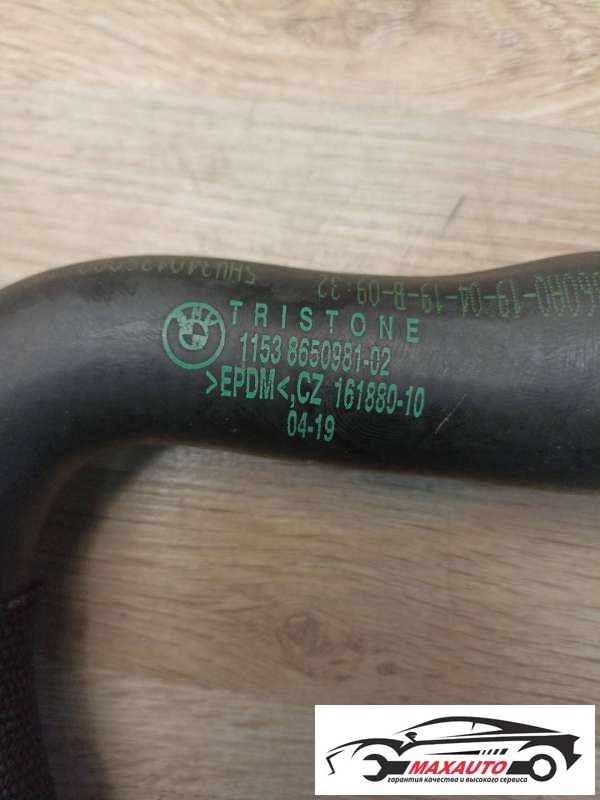 TRISTONE
BMW
1153 8650981-02
>EPDM<,CZ 161880-10
04-19
MAXAUTO
гарантия качества и высокого сервиса